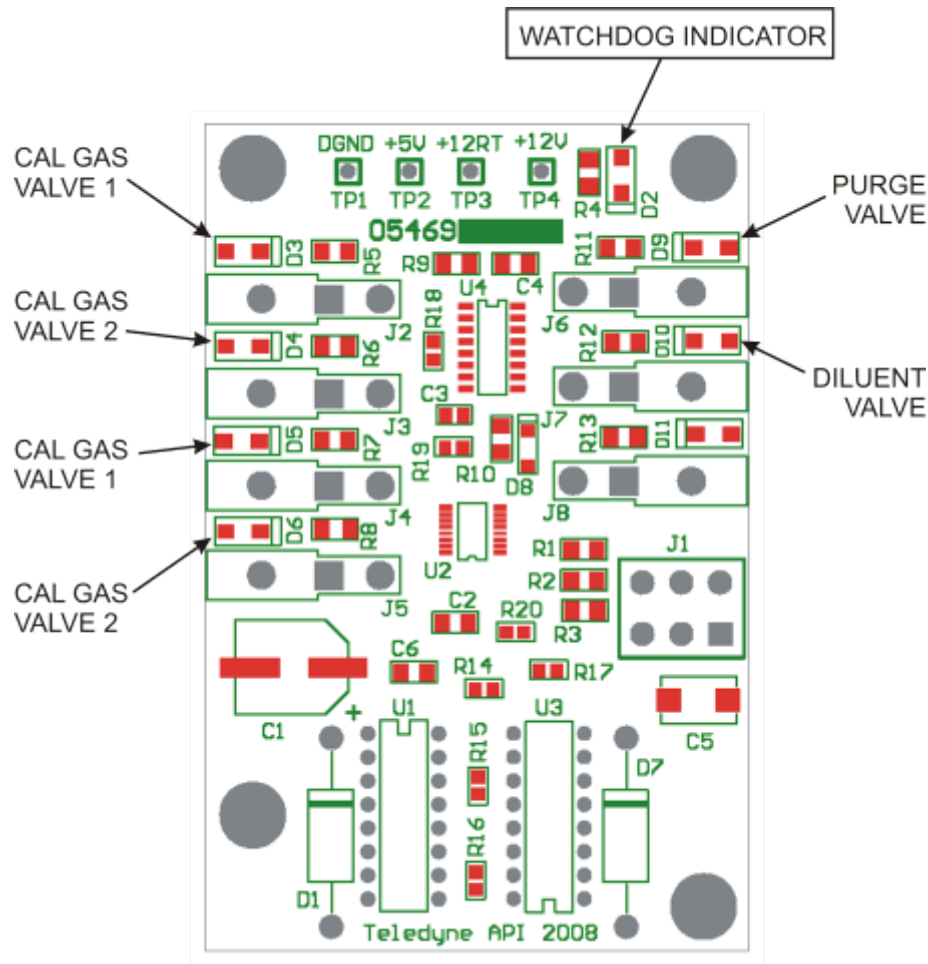 WATCHDOG INDICATOR
CAL GAS
VALVE 1
CAL GAS
VALVE 2
CAL GAS
VALVE 1
CAL GAS
VALVE 2
PURGE
VALVE
DILUENT
VALVE
DGND +5V +12RT +12V
TP1 TP2 TP3 TP4
R4 D2
05469
D3 R5 R9 U4 C4 R11 D9
J2 R18 J6
D4 R6 R12 D10
C3 J3 J7
D5 R7 R19 R10 D8 R13 D11
J4 J8
D6 R8 U2 R1 J1
J5 R2
C2 R20 R3
C6 R14 R17
C1 + U1 U3 C5
R15 D7
R16
D1
Teledyne API 2008